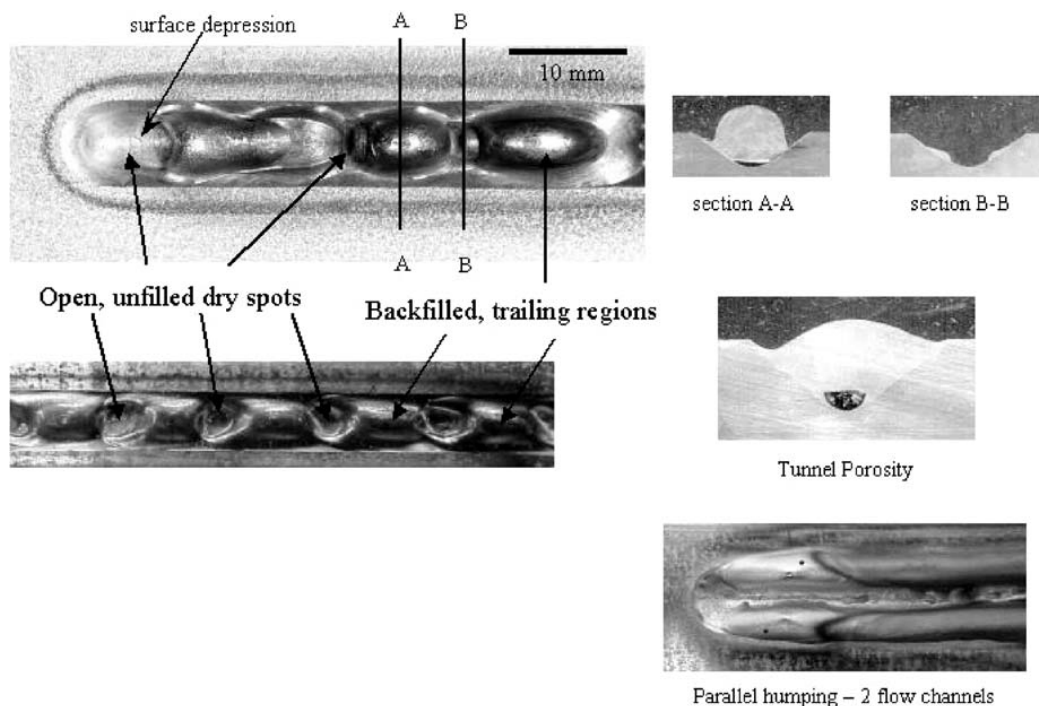 surface depression
A
B
10 mm
section A-A
section B-B
A
B
Open, unfilled dry spots
Backfilled, trailing regions
Tunnel Porosity
Parallel humping – 2 flow channels